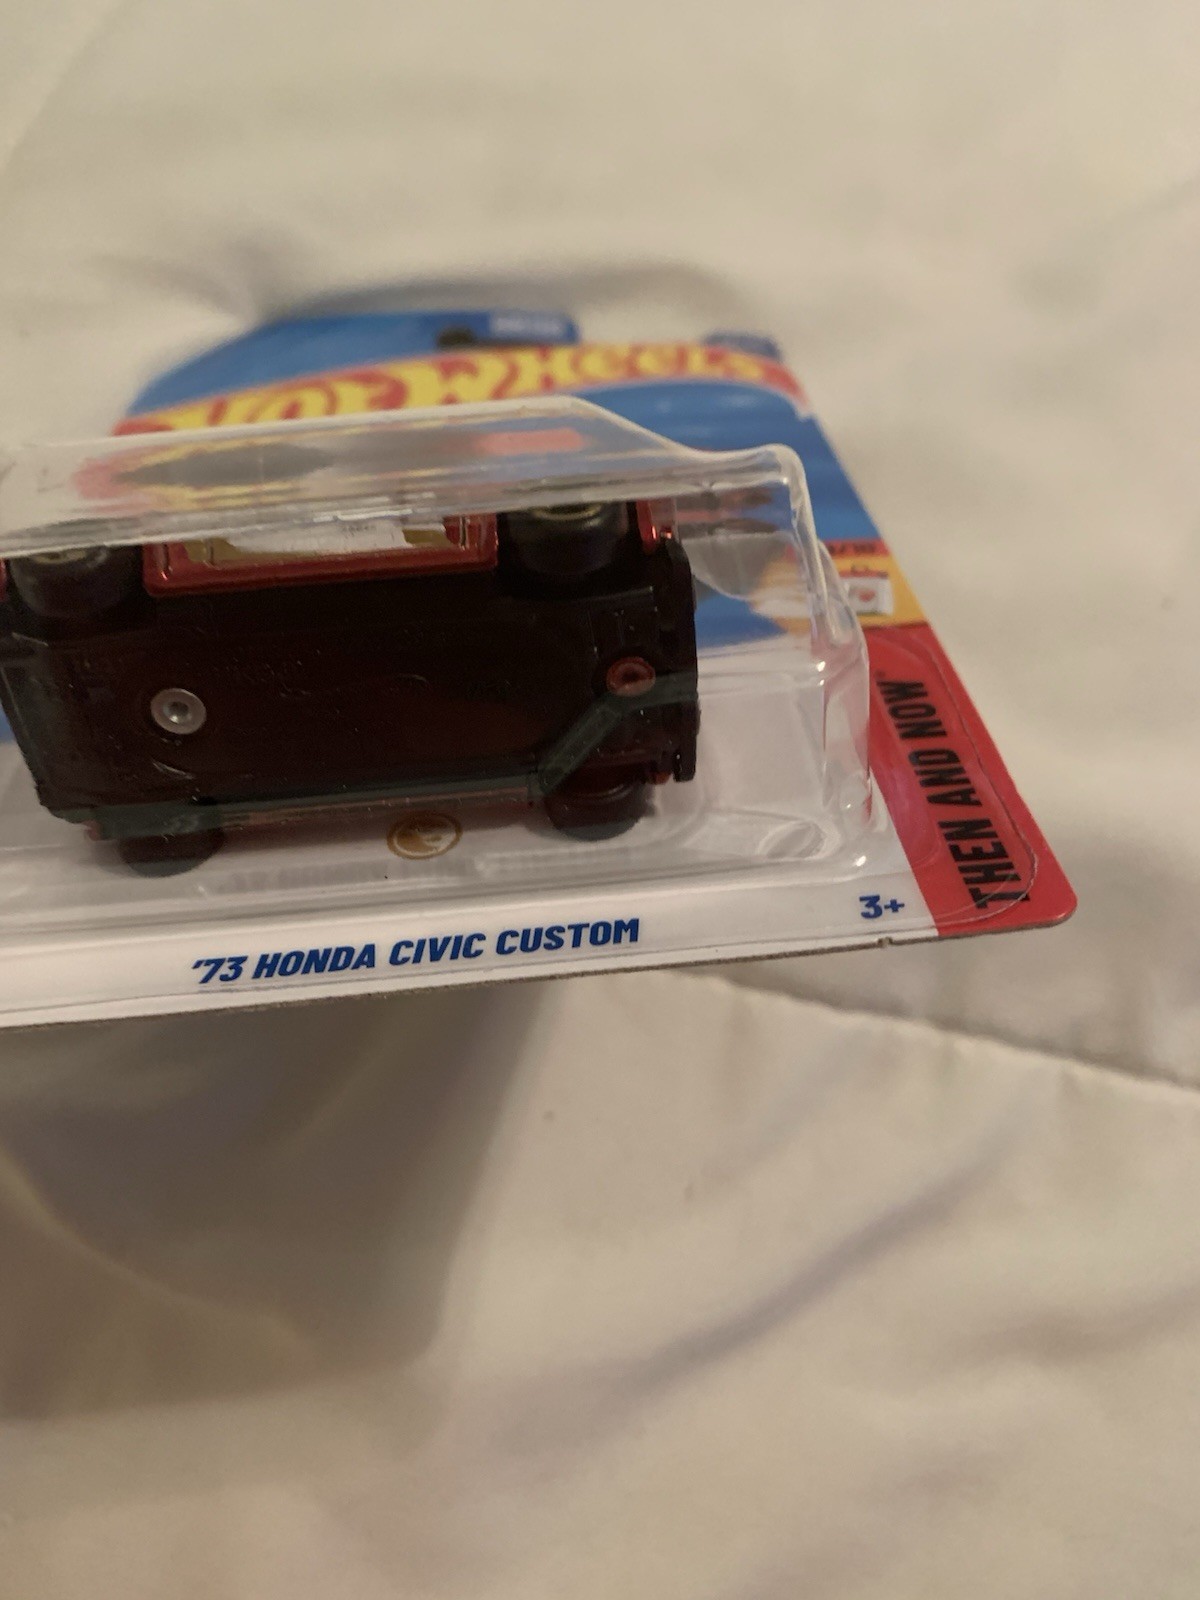 Hot Wheels
THEN AND NOW
3+
'73 HONDA CIVIC CUSTOM